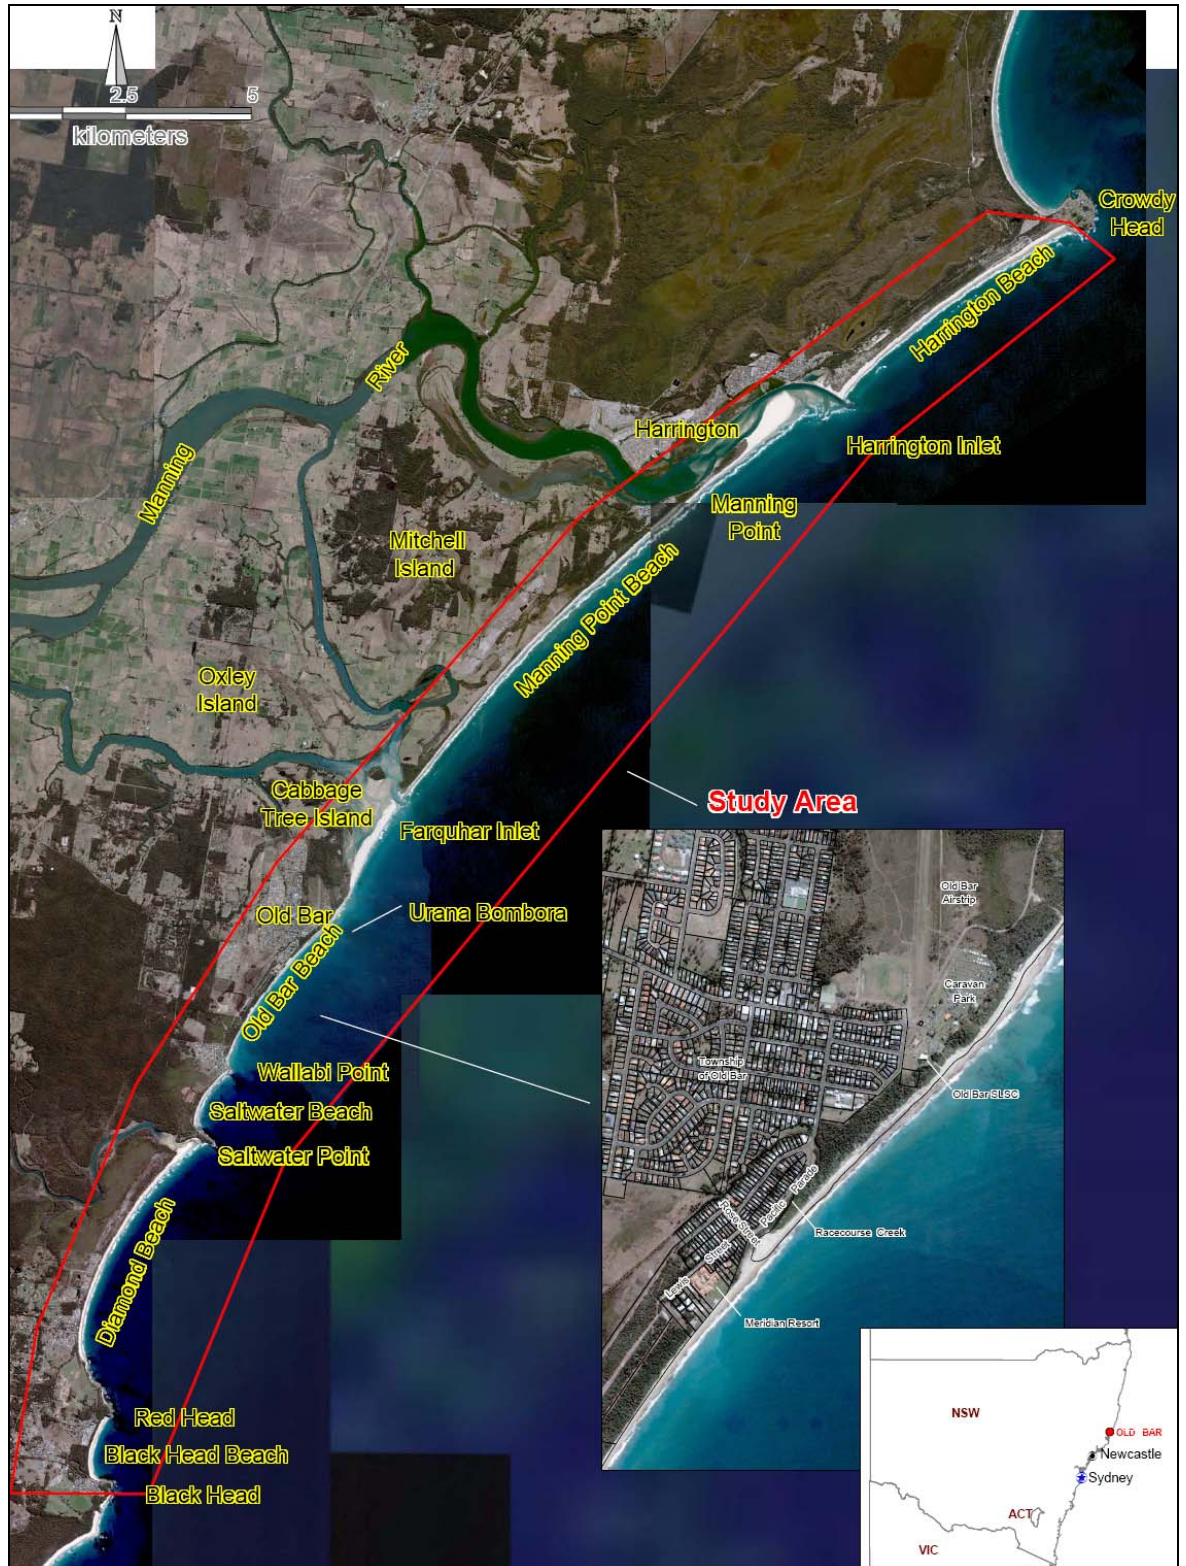 N
2.5 5
kilometers
Crowdy
Head
Harrington Beach
River
Harrington
Harrington Inlet
Manning
Manning
Point
Mitchell
Island
Manning Point Beach
Oxley
Island
Cabbage
Tree Island
Study Area
Farquhar Inlet
Old Bar
Urana Bombora
Old Bar Beach
Wallabi Point
Saltwater Beach
Saltwater Point
Diamond Beach
Red Head
Black Head Beach
Black Head
Old Bar
Airstrip
Caravan
Park
Township
of Old Bar
Old Bar SLSC
Pacific Parade
Rose Street
Racecourse Creek
Lewis Street
Meridian Resort
NSW
OLD BAR
Newcastle
Sydney
ACT
VIC